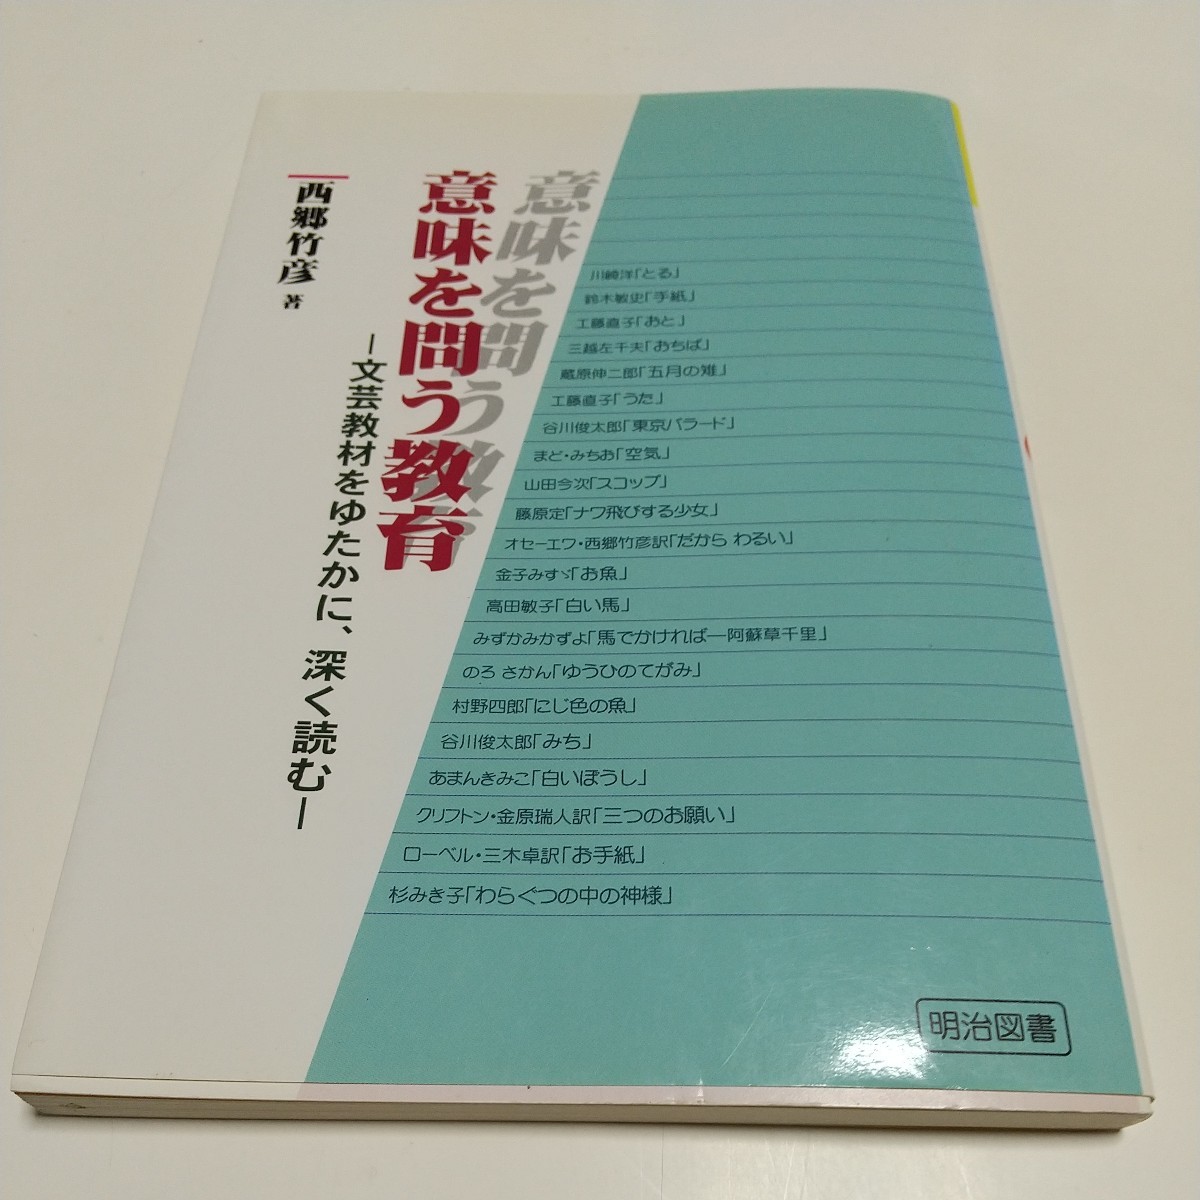 意味を問う教育
意味を問う教育
―文芸教材をゆたかに、深く読む―
西郷竹彦 著
川崎洋「とる」
鈴木敏史「手紙」
工藤直子「おと」
三越左千夫「おちば」
蔵原伸二郎「五月の雉」
工藤直子「うた」
谷川俊太郎「東京バラード」
まど・みちお「空気」
山田今次「スコップ」
藤原定「ナワ飛びする少女」
オセーエワ・西郷竹彦訳「だから わるい」
金子みすゞ「お魚」
高田敏子「白い馬」
みずかみかずよ「馬でかければ―阿蘇草千里」
のろ さかん「ゆうひのてがみ」
村野四郎「にじ色の魚」
谷川俊太郎「みち」
あまんきみこ「白いぼうし」
クリフトン・金原瑞人訳「三つのお願い」
ローベル・三木卓訳「お手紙」
杉みき子「わらぐつの中の神様」
明治図書